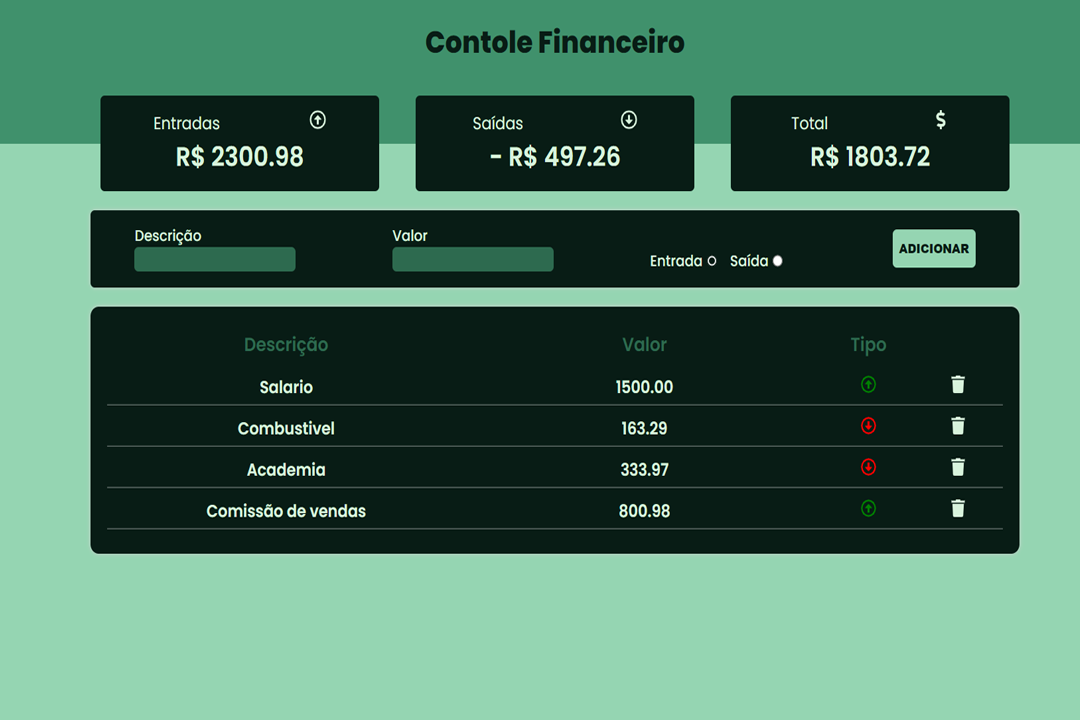 Contole Financeiro
Entradas
R$ 2300.98
Saídas
- R$ 497.26
Total
$
R$ 1803.72
Descrição
Valor
Entrada
Saída
ADICIONAR
Descrição Valor Tipo
Salario 1500.00
Combustivel 163.29
Academia 333.97
Comissão de vendas 800.98